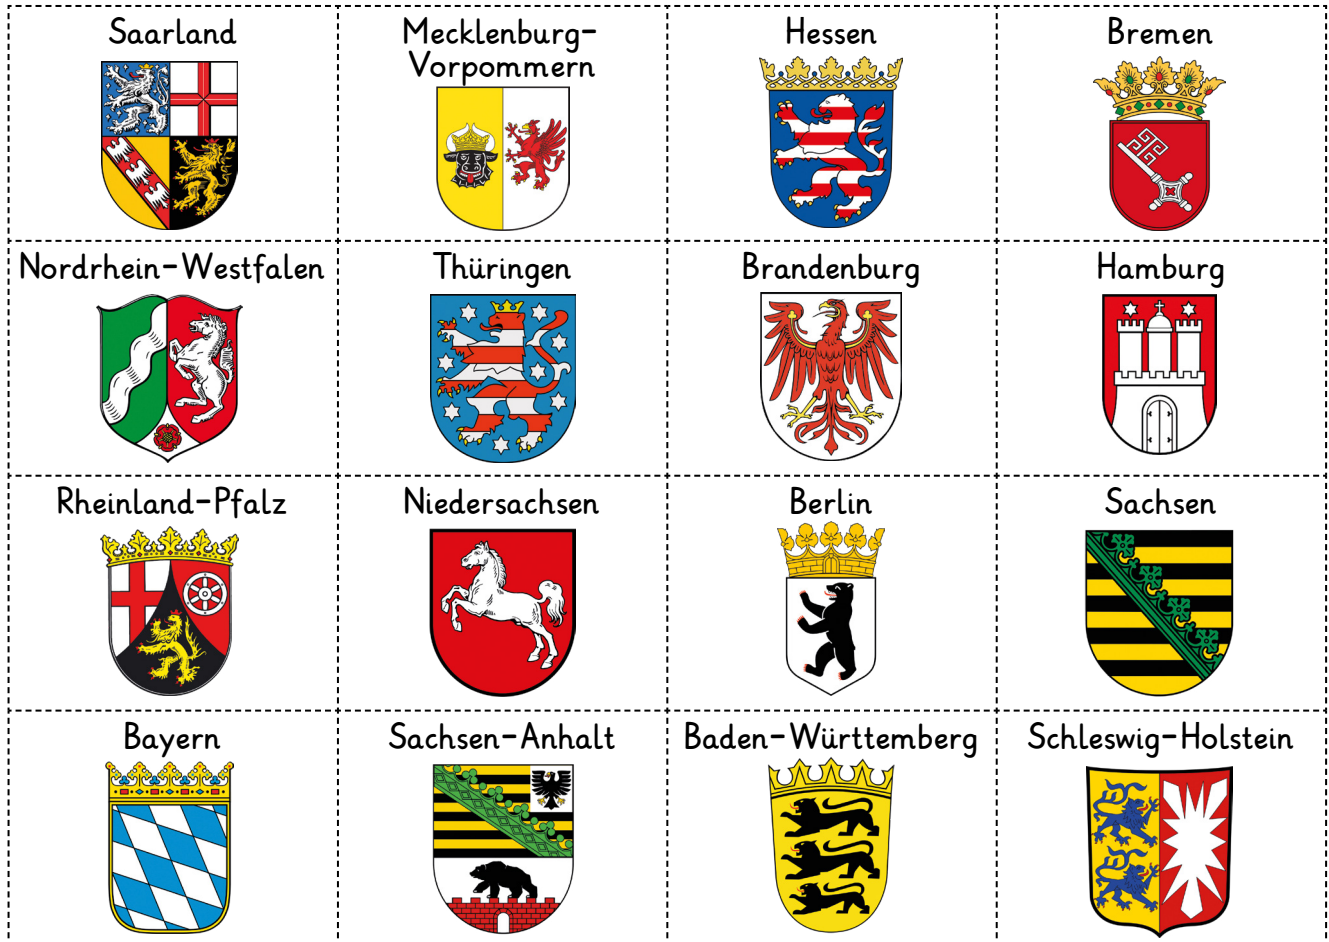 Saarland
Mecklenburg-
Vorpommern
Hessen
Bremen
Nordrhein-Westfalen
Thüringen
Brandenburg
Hamburg
Rheinland-Pfalz
Niedersachsen
Berlin
Sachsen
Bayern
Sachsen-Anhalt
Baden-Württemberg
Schleswig-Holstein